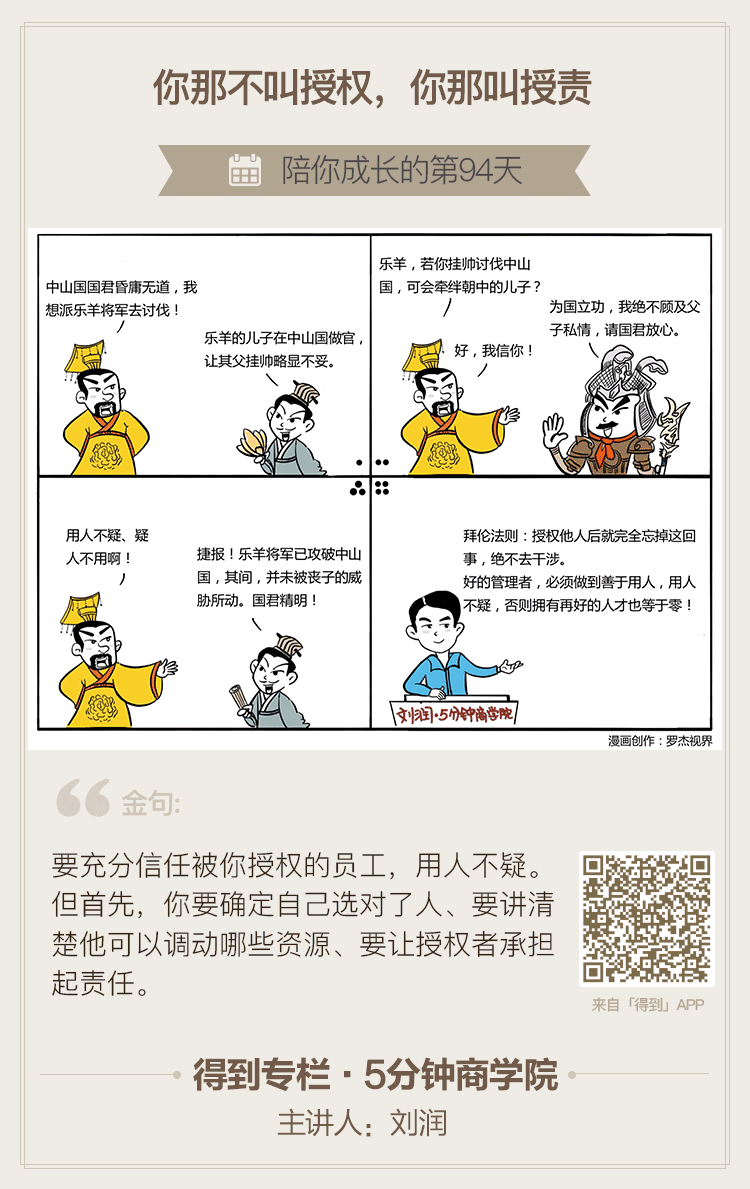 你那不叫授权，你那叫授责
陪你成长的第94天
中山国国君昏庸无道，我
想派乐羊将军去讨伐！
乐羊的儿子在中山国做官，
让其父挂帅略显不妥。
乐羊，若你挂帅讨伐中山
国，可会牵绊朝中的儿子？
为国立功，我绝不顾及父
子私情，请国君放心。
好，我信你！
用人不疑、疑
人不用啊！
捷报！乐羊将军已攻破中山
国，其间，并未被丧子的威
胁所动。国君精明！
拜伦法则：授权他人后就完全忘掉这回
事，绝不去干涉。
好的管理者，必须做到善于用人，用人
不疑，否则拥有再好的人才也等于零！
刘润·5分钟商学院
漫画创作：罗杰视界
金句:
要充分信任被你授权的员工，用人不疑。
但首先，你要确定自己选对了人、要讲清
楚他可以调动哪些资源、要让授权者承担
起责任。
来自「得到」APP
得到专栏·5分钟商学院
主讲人：刘润